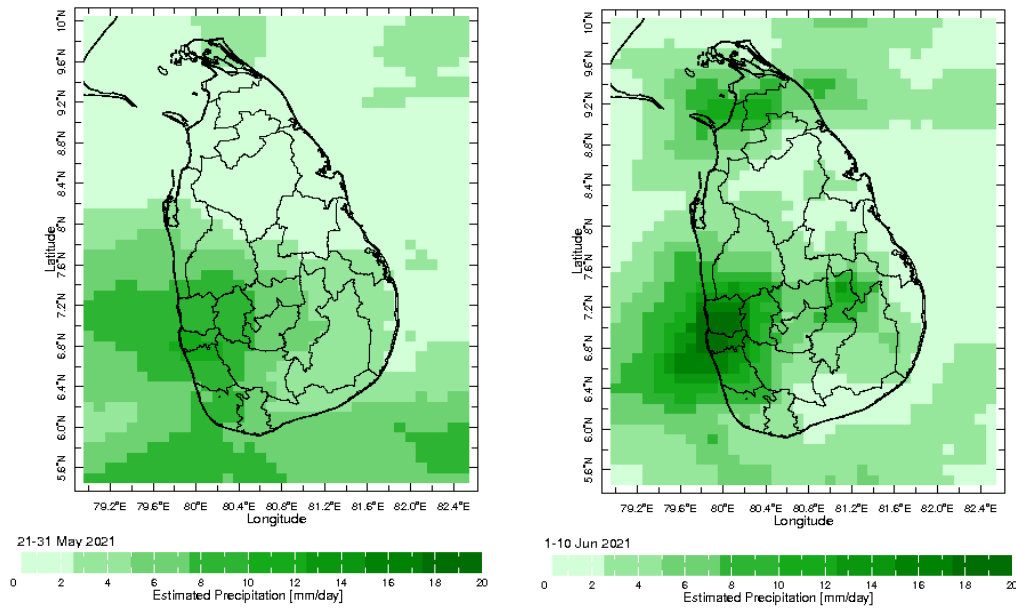 10°N
9.6°N
9.2°N
8.8°N
8.4°N
8°N
7.6°N
7.2°N
6.8°N
6.4°N
6.0°N
5.6°N
Latitude
79.2°E 79.6°E 80°E 80.4°E 80.8°E 81.2°E 81.6°E 82.0°E
Longitude
21-31 May 2021
0 2 4 6 8 10 12 14 16 18 20
Estimated Precipitation [mm/day]
10°N
9.6°N
9.2°N
8.8°N
8.4°N
8°N
7.6°N
7.2°N
6.8°N
6.4°N
6.0°N
5.6°N
Latitude
79.2°E 79.6°E 80°E 80.4°E 80.8°E 81.2°E 81.6°E 82.0°E
Longitude
1-10 Jun 2021
0 2 4 6 8 10 12 14 16 18 20
Estimated Precipitation [mm/day]